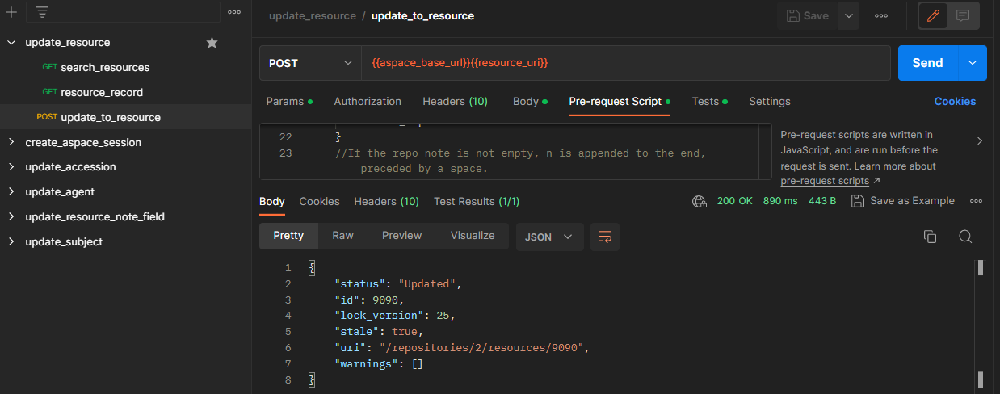 update_resource / update_to_resource
Save
update_resource
GET search_resources
GET resource_record
POST update_to_resource
create_aspace_session
update_accession
update_agent
update_resource_note_field
update_subject
POST {{aspace_base_url}}{{resource_uri}} Send
Params Authorization Headers (10) Body Pre-request Script Tests Settings Cookies
22 }
23 //If the repo note is not empty, n is appended to the end,
preceded by a space.
Pre-request scripts are written in
JavaScript, and are run before the
request is sent. Learn more about
pre-request scripts
Body Cookies Headers (10) Test Results (1/1) 200 OK 890 ms 443 B Save as Example
Pretty Raw Preview Visualize JSON
1 {
2 "status": "Updated",
3 "id": 9090,
4 "lock_version": 25,
5 "stale": true,
6 "uri": "/repositories/2/resources/9090",
7 "warnings": []
8 }